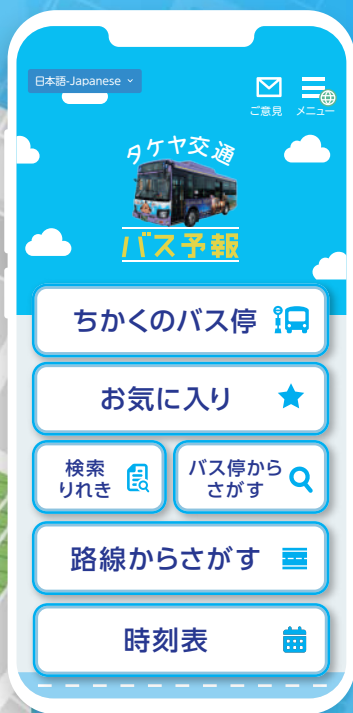 日本語-Japanese
ご意見 メニュー
タケヤ交通
バス予報
ちかくのバス停
お気に入り
検索
りれき
バス停から
さがす
路線からさがす
時刻表